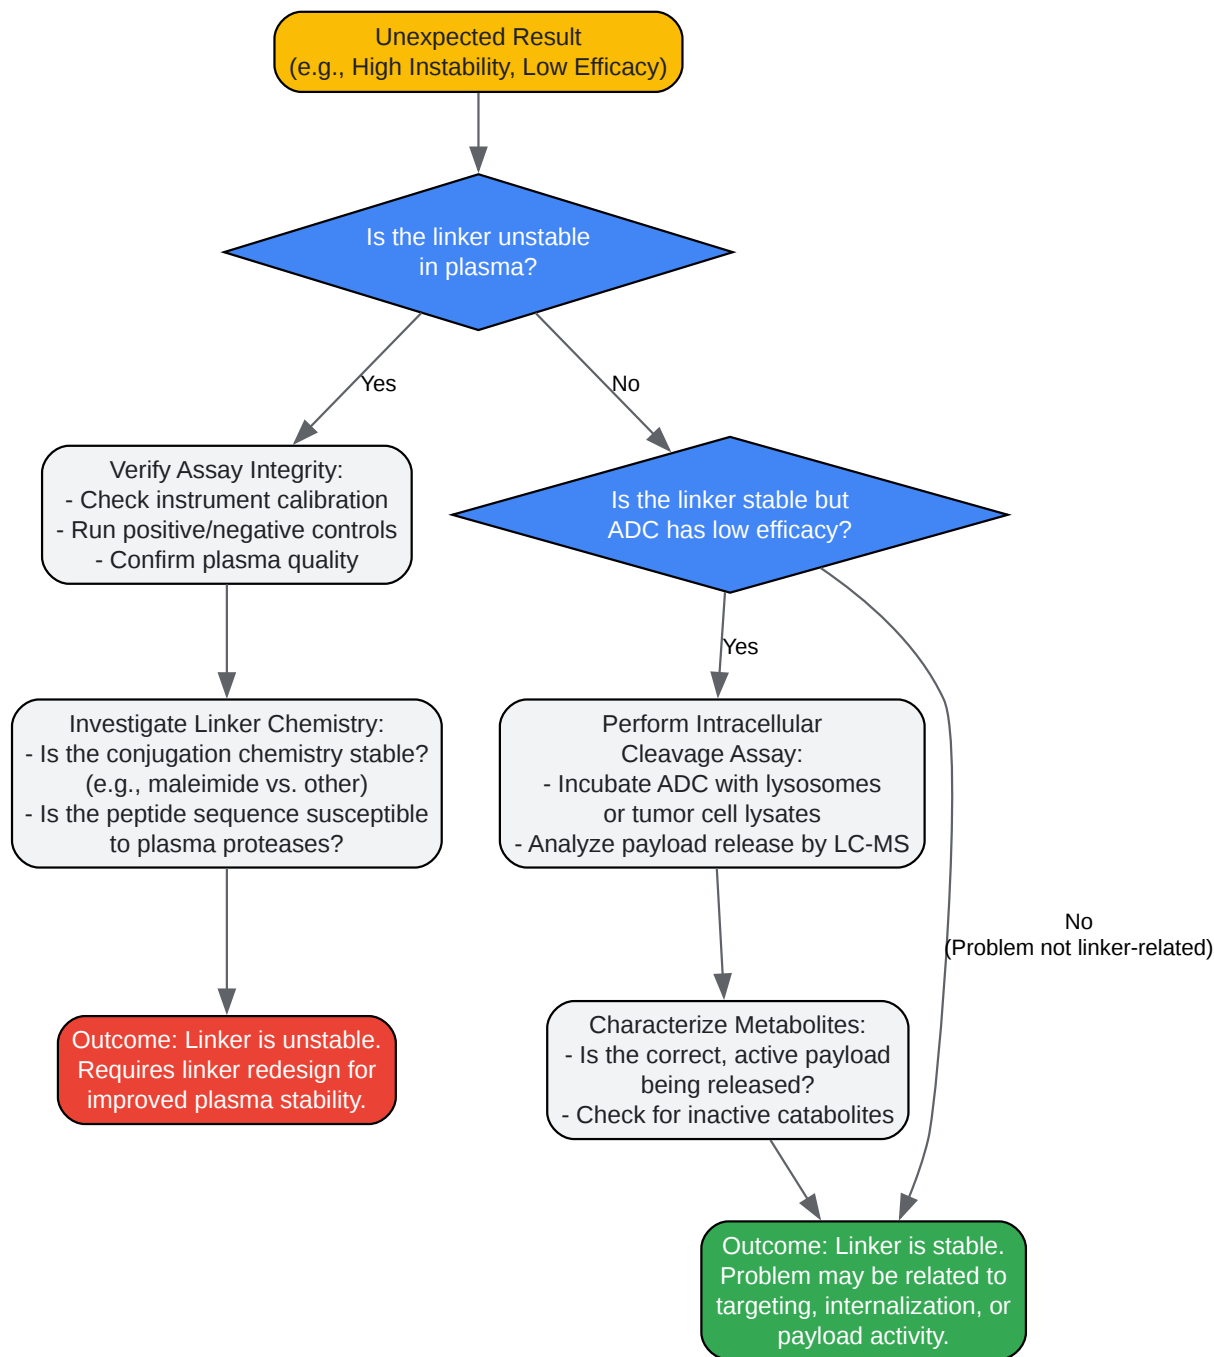 Unexpected Result
(e.g., High Instability, Low Efficacy)
Is the linker unstable
in plasma?
Yes
No
Verify Assay Integrity:
- Check instrument calibration
- Run positive/negative controls
- Confirm plasma quality
Is the linker stable but
ADC has low efficacy?
Yes
Investigate Linker Chemistry:
- Is the conjugation chemistry stable?
(e.g., maleimide vs. other)
- Is the peptide sequence susceptible
to plasma proteases?
Perform Intracellular
Cleavage Assay:
- Incubate ADC with lysosomes
or tumor cell lysates
- Analyze payload release by LC-MS
No
(Problem not linker-related)
Outcome: Linker is unstable.
Requires linker redesign for
improved plasma stability.
Characterize Metabolites:
- Is the correct, active payload
being released?
- Check for inactive catabolites
Outcome: Linker is stable.
Problem may be related to
targeting, internalization, or
payload activity.